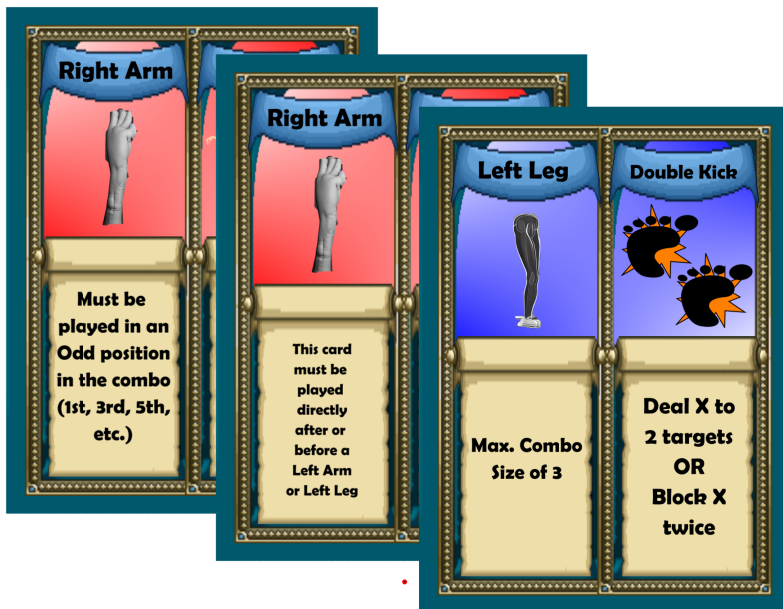 Right Arm
Must be
played in an
Odd position
in the combo
(1st, 3rd, 5th,
etc.)
Right Arm
This card
must be
played
directly
after or
before a
Left Arm
or Left Leg
Left Leg
Max. Combo
Size of 3
Double Kick
Deal X to
2 targets
OR
Block X
twice